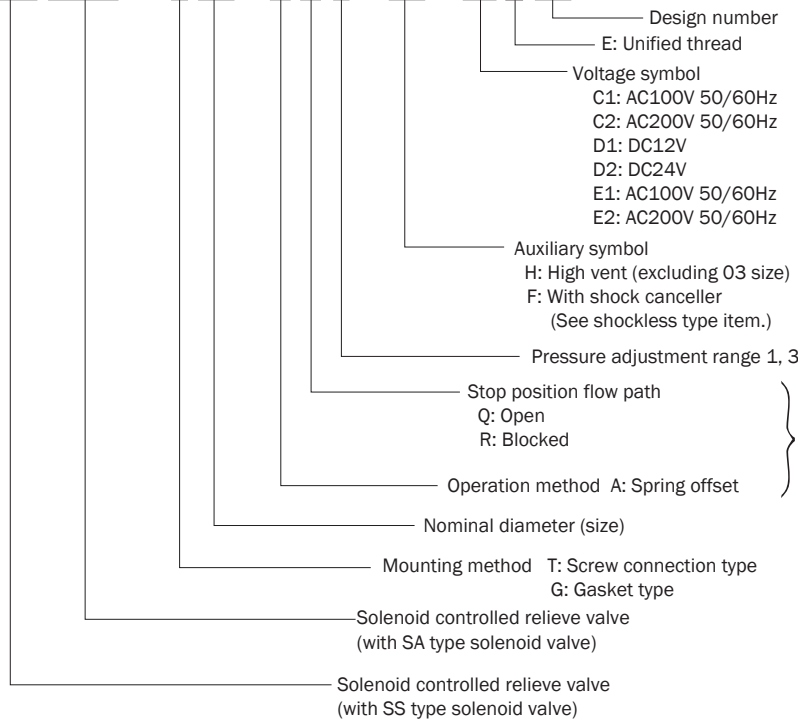 Design number
E: Unified thread
Voltage symbol
C1: AC100V 50/60Hz
C2: AC200V 50/60Hz
D1: DC12V
D2: DC24V
E1: AC100V 50/60Hz
E2: AC200V 50/60Hz
Auxiliary symbol
H: High vent (excluding 03 size)
F: With shock canceller
(See shockless type item.)
Pressure adjustment range 1, 3
Stop position flow path
Q: Open
R: Blocked
Operation method A: Spring offset
Nominal diameter (size)
Mounting method T: Screw connection type
G: Gasket type
Solenoid controlled relieve valve
(with SA type solenoid valve)
Solenoid controlled relieve valve
(with SS type solenoid valve)